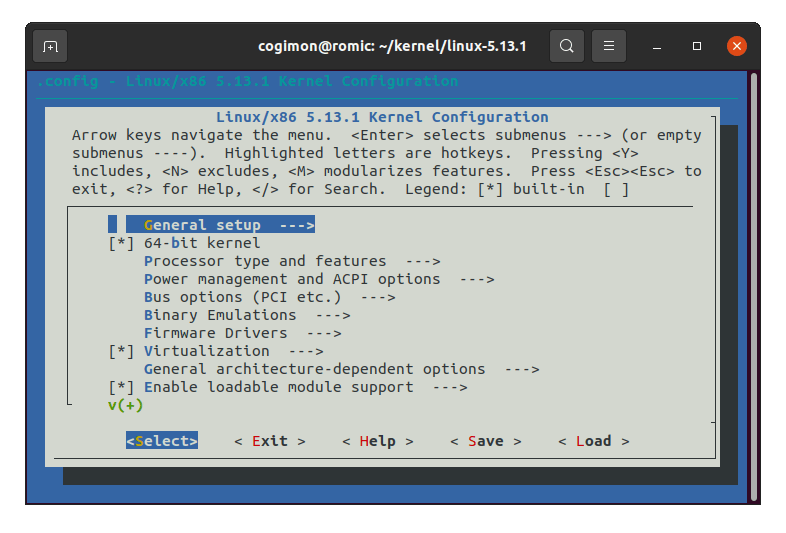 cogimon@romic: ~/kernel/linux-5.13.1
.config - Linux/x86 5.13.1 Kernel Configuration
Linux/x86 5.13.1 Kernel Configuration
Arrow keys navigate the menu.  <Enter> selects submenus ---> (or empty
submenus ----).  Highlighted letters are hotkeys.  Pressing <Y>
includes, <N> excludes, <M> modularizes features.  Press <Esc><Esc> to
exit, <?> for Help, </> for Search.  Legend: [*] built-in  [ ]
General setup  --->
[*] 64-bit kernel
Processor type and features  --->
Power management and ACPI options  --->
Bus options (PCI etc.)  --->
Binary Emulations  --->
Firmware Drivers  --->
[*] Virtualization  --->
General architecture-dependent options  --->
[*] Enable loadable module support  --->
v(+)
<Select>    < Exit >    < Help >    < Save >    < Load >